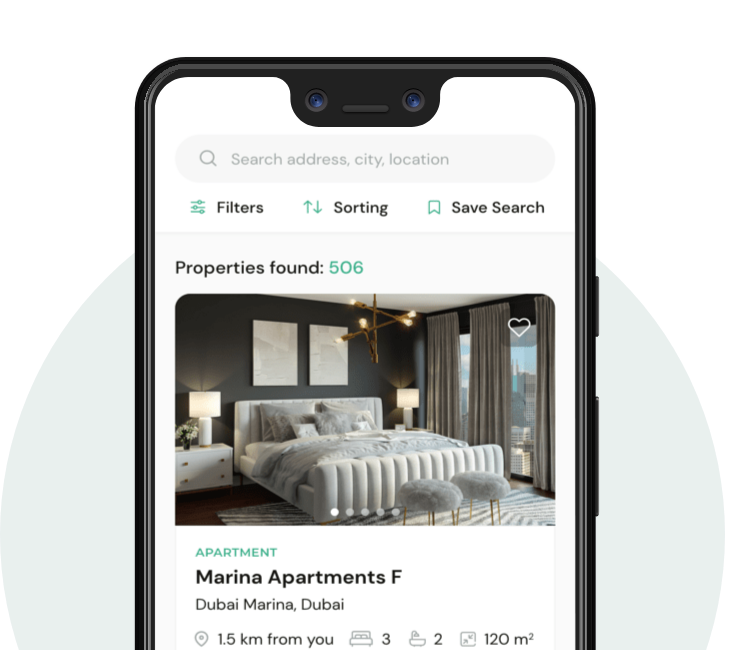 Search address, city, location
Filters Sorting Save Search
Properties found: 506
APARTMENT
Marina Apartments F
Dubai Marina, Dubai
1.5 km from you 3 2 120 m²